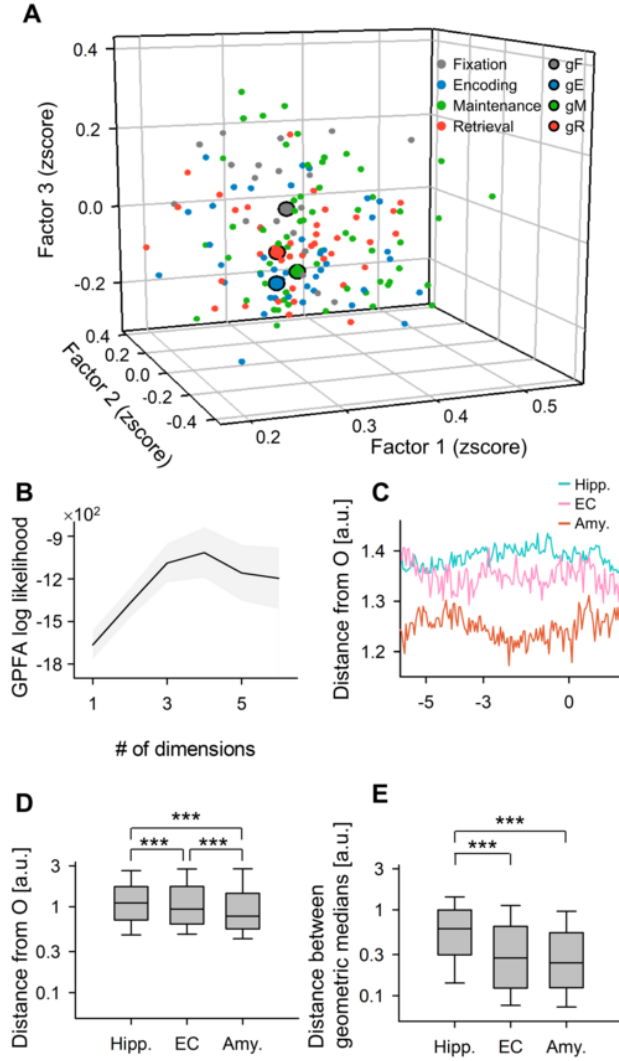 A
Factor 3 (zscore)
0.4
0.2
0.0
-0.2
0.4
0.2
0.0
-0.2
-0.4
Factor 2 (zscore)
0.2
0.3
0.4
0.5
Factor 1 (zscore)
Fixation
Encoding
Maintenance
Retrieval
gF
gE
gM
gR
B
×10²
GPFA log likelihood
-9
-12
-15
-18
1
3
5
# of dimensions
C
Hipp.
EC
Amy.
Distance from O [a.u.]
1.4
1.3
1.2
-5
-3
0
D
Distance from O [a.u.]
3
1
0.3
0.1
***
***
***
Hipp.
EC
Amy.
E
Distance between
geometric medians [a.u.]
3
1
0.3
0.1
***
***
Hipp.
EC
Amy.